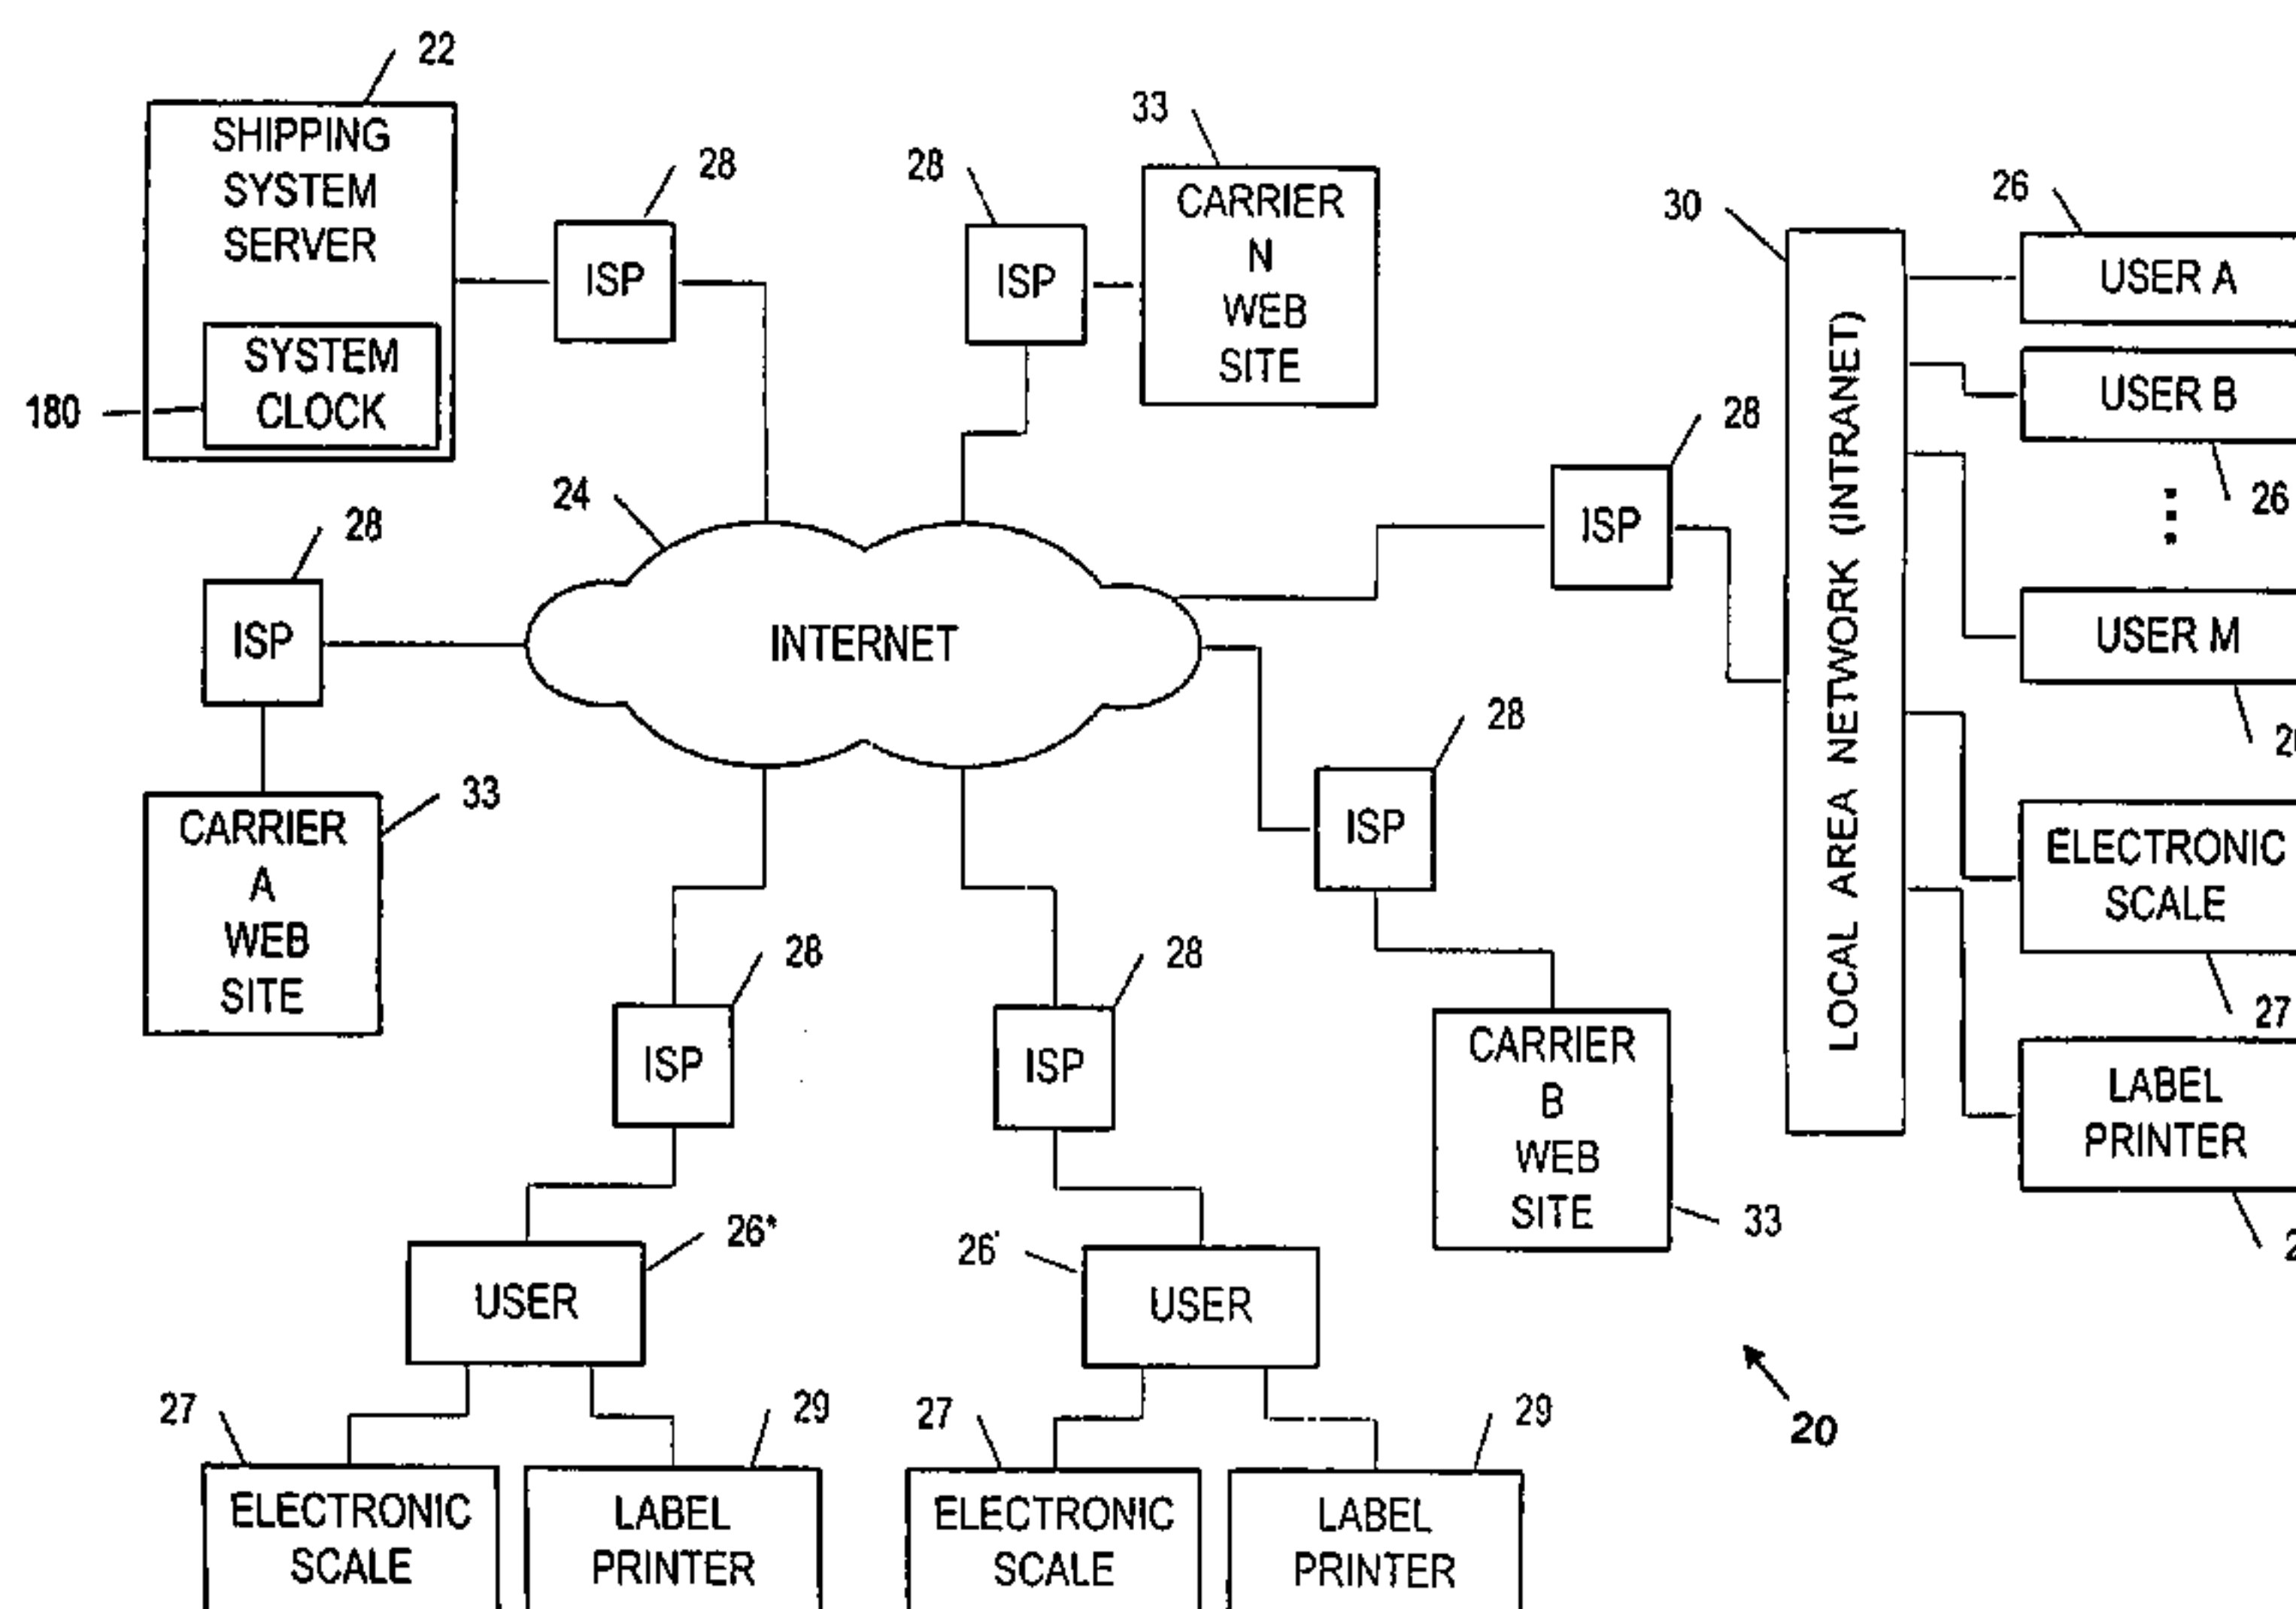 22
SHIPPING
SYSTEM
SERVER
SYSTEM
CLOCK
180
28
ISP
28
ISP
33
CARRIER
N
WEB
SITE
30
LOCAL AREA NETWORK (INTRANET)
26
USER A
USER B
26
USER M
ELECTRONIC
SCALE
27
LABEL
PRINTER
28
ISP
24
INTERNET
28
ISP
33
CARRIER
A
WEB
SITE
28
ISP
CARRIER
B
WEB
SITE
33
28
ISP
28
ISP
26"
USER
26'
USER
20
27
ELECTRONIC
SCALE
29
LABEL
PRINTER
27
ELECTRONIC
SCALE
29
LABEL
PRINTER